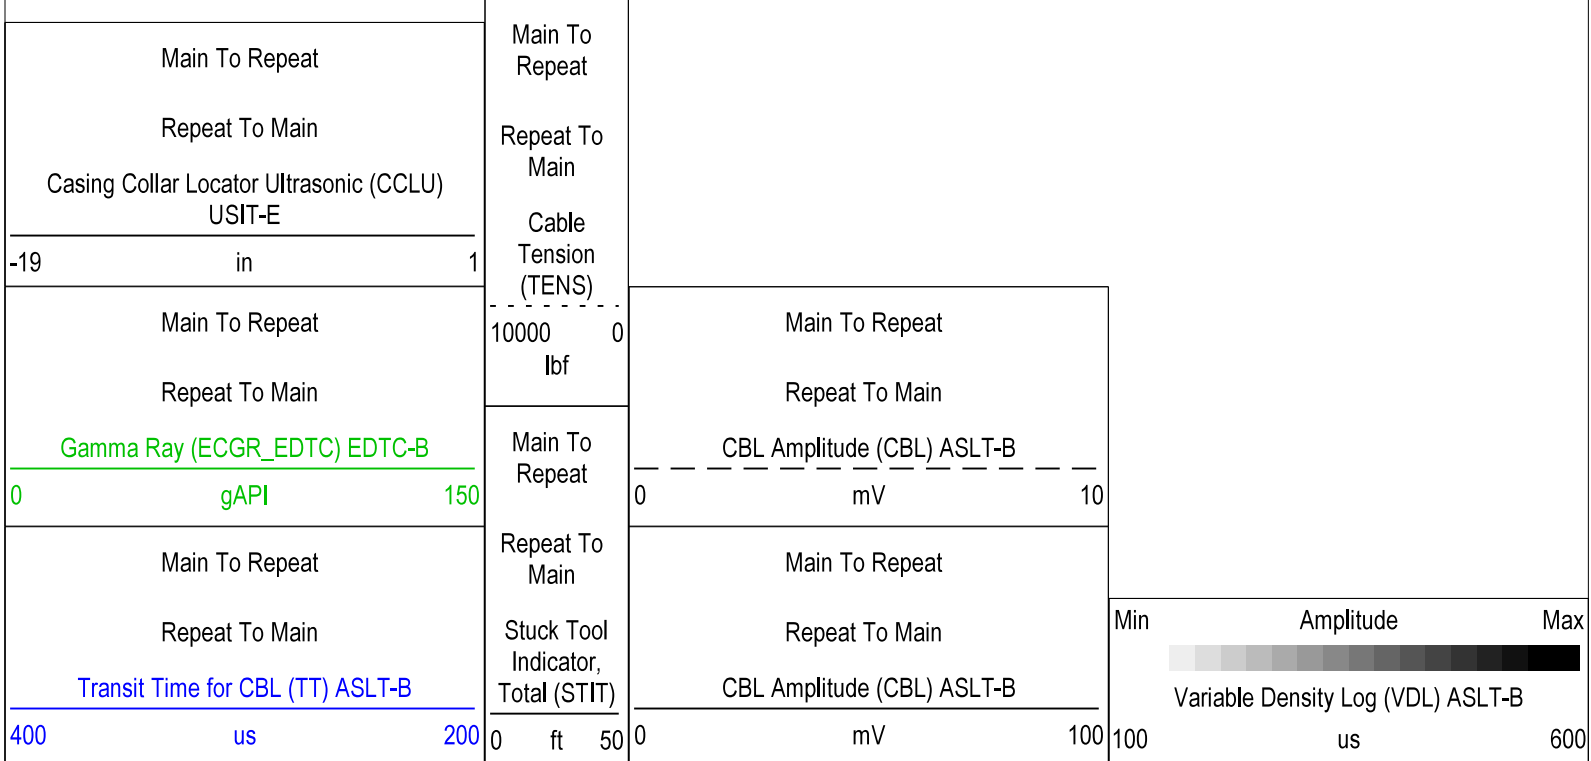 Main To Repeat
Repeat To Main
Casing Collar Locator Ultrasonic (CCLU)
USIT-E
-19 in 1
Main To Repeat
Repeat To Main
Gamma Ray (ECGR_EDTC) EDTC-B
0 gAPI 150
Main To Repeat
Repeat To Main
Transit Time for CBL (TT) ASLT-B
400 us 200
Main To
Repeat
Repeat To
Main
Cable
Tension
(TENS)
10000 0
lbf
Main To
Repeat
Repeat To
Main
Stuck Tool
Indicator,
Total (STIT)
0 ft 50
Main To Repeat
Repeat To Main
CBL Amplitude (CBL) ASLT-B
0 mV 10
Main To Repeat
Repeat To Main
CBL Amplitude (CBL) ASLT-B
0 mV 100
Min Amplitude Max
Variable Density Log (VDL) ASLT-B
100 us 600